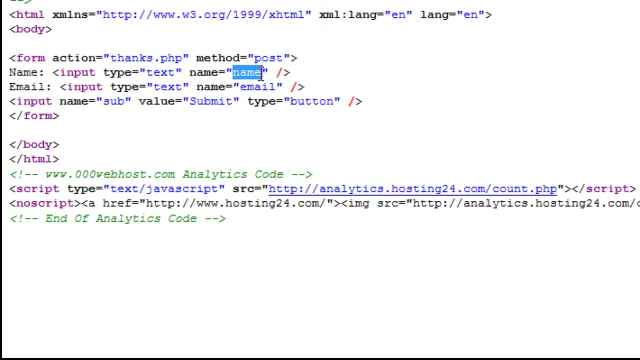 -->
<html xmlns="http://www.w3.org/1999/xhtml" xml:lang="en" lang="en">
<body>
<form action="thanks.php" method="post">
Name: <input type="text" name="name" />
Email: <input type="text" name="email" />
<input name="sub" value="Submit" type="button" />
</form>
</body>
</html>
<!-- www.000webhost.com Analytics Code -->
<script type="text/javascript" src="http://analytics.hosting24.com/count.php"></script>
<noscript><a href="http://www.hosting24.com/"><img src="http://analytics.hosting24.com/c
<!-- End Of Analytics Code -->